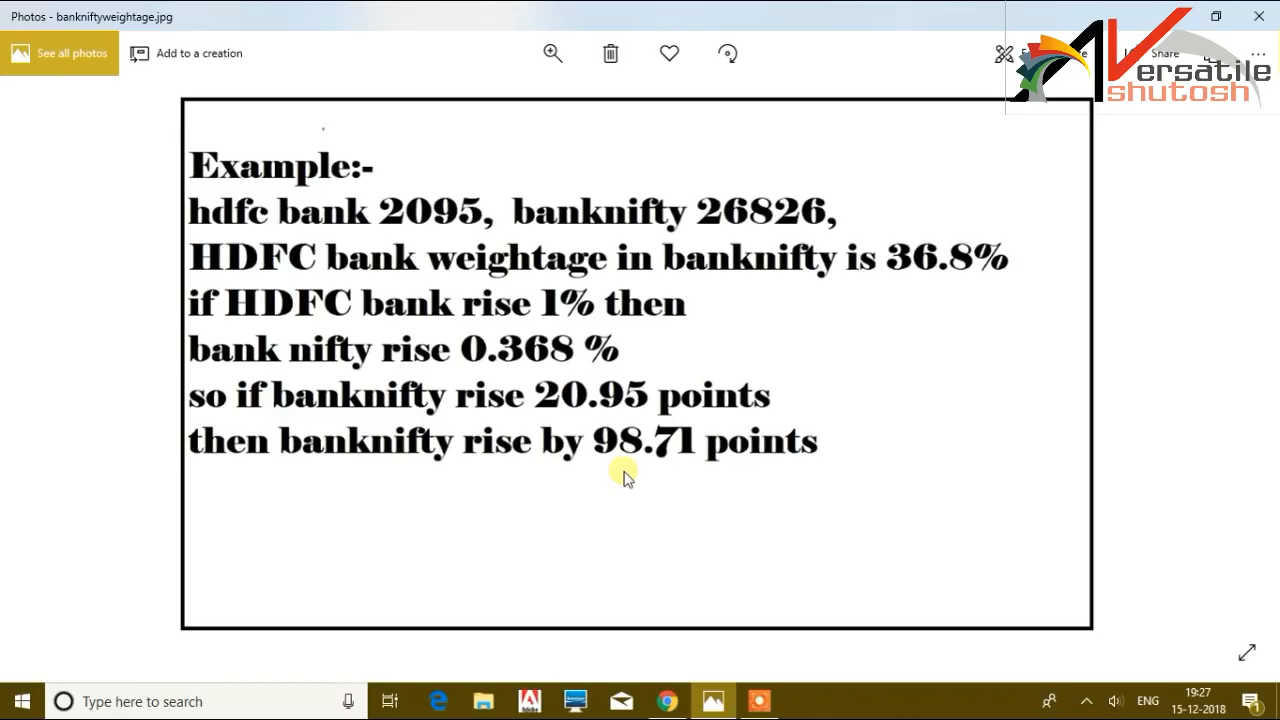 Photos - bankniftyweightage.jpg
See all photos
Add to a creation
Share
Versatile
Ashutosh
Example:-
hdfc bank 2095, banknifty 26826,
HDFC bank weightage in banknifty is 36.8%
if HDFC bank rise 1% then
bank nifty rise 0.368 %
so if banknifty rise 20.95 points
then banknifty rise by 98.71 points
Type here to search
ENG
19:27
15-12-2018
1